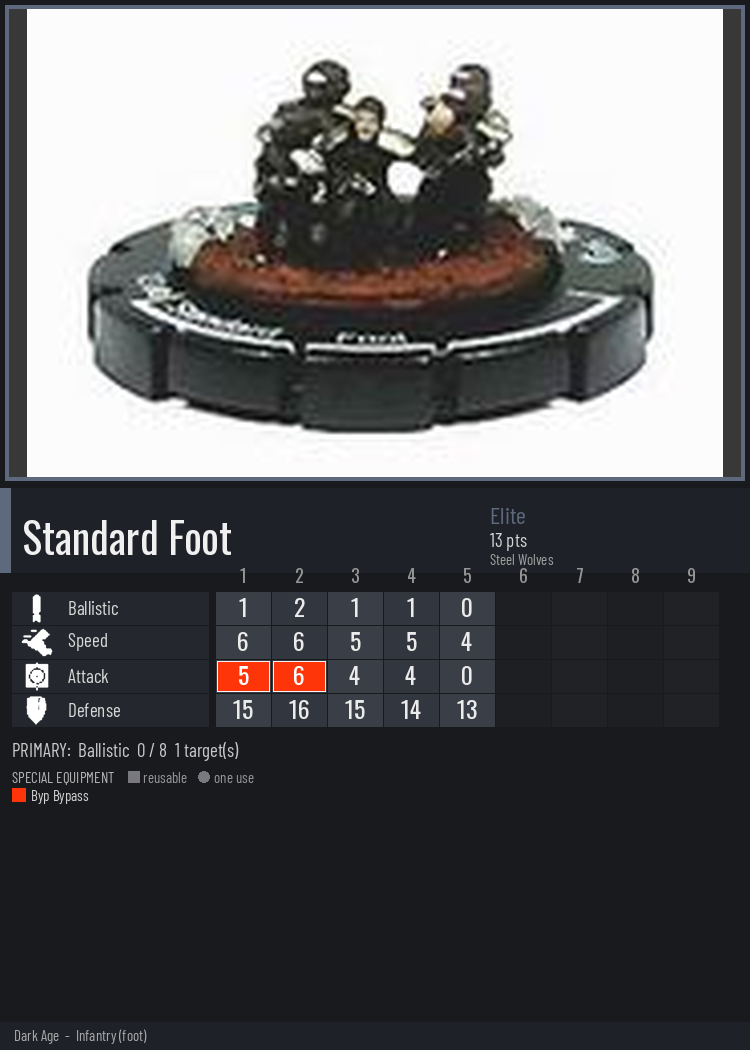 Standard
Foot
Standard Foot
Elite
13 pts
Steel Wolves
1 2 3 4 5 6 7 8 9
Ballistic 1 2 1 1 0
Speed 6 6 5 5 4
Attack 5 6 4 4 0
Defense 15 16 15 14 13
PRIMARY: Ballistic 0 / 8 1 target(s)
SPECIAL EQUIPMENT reusable one use
Byp Bypass
Dark Age - Infantry (foot)